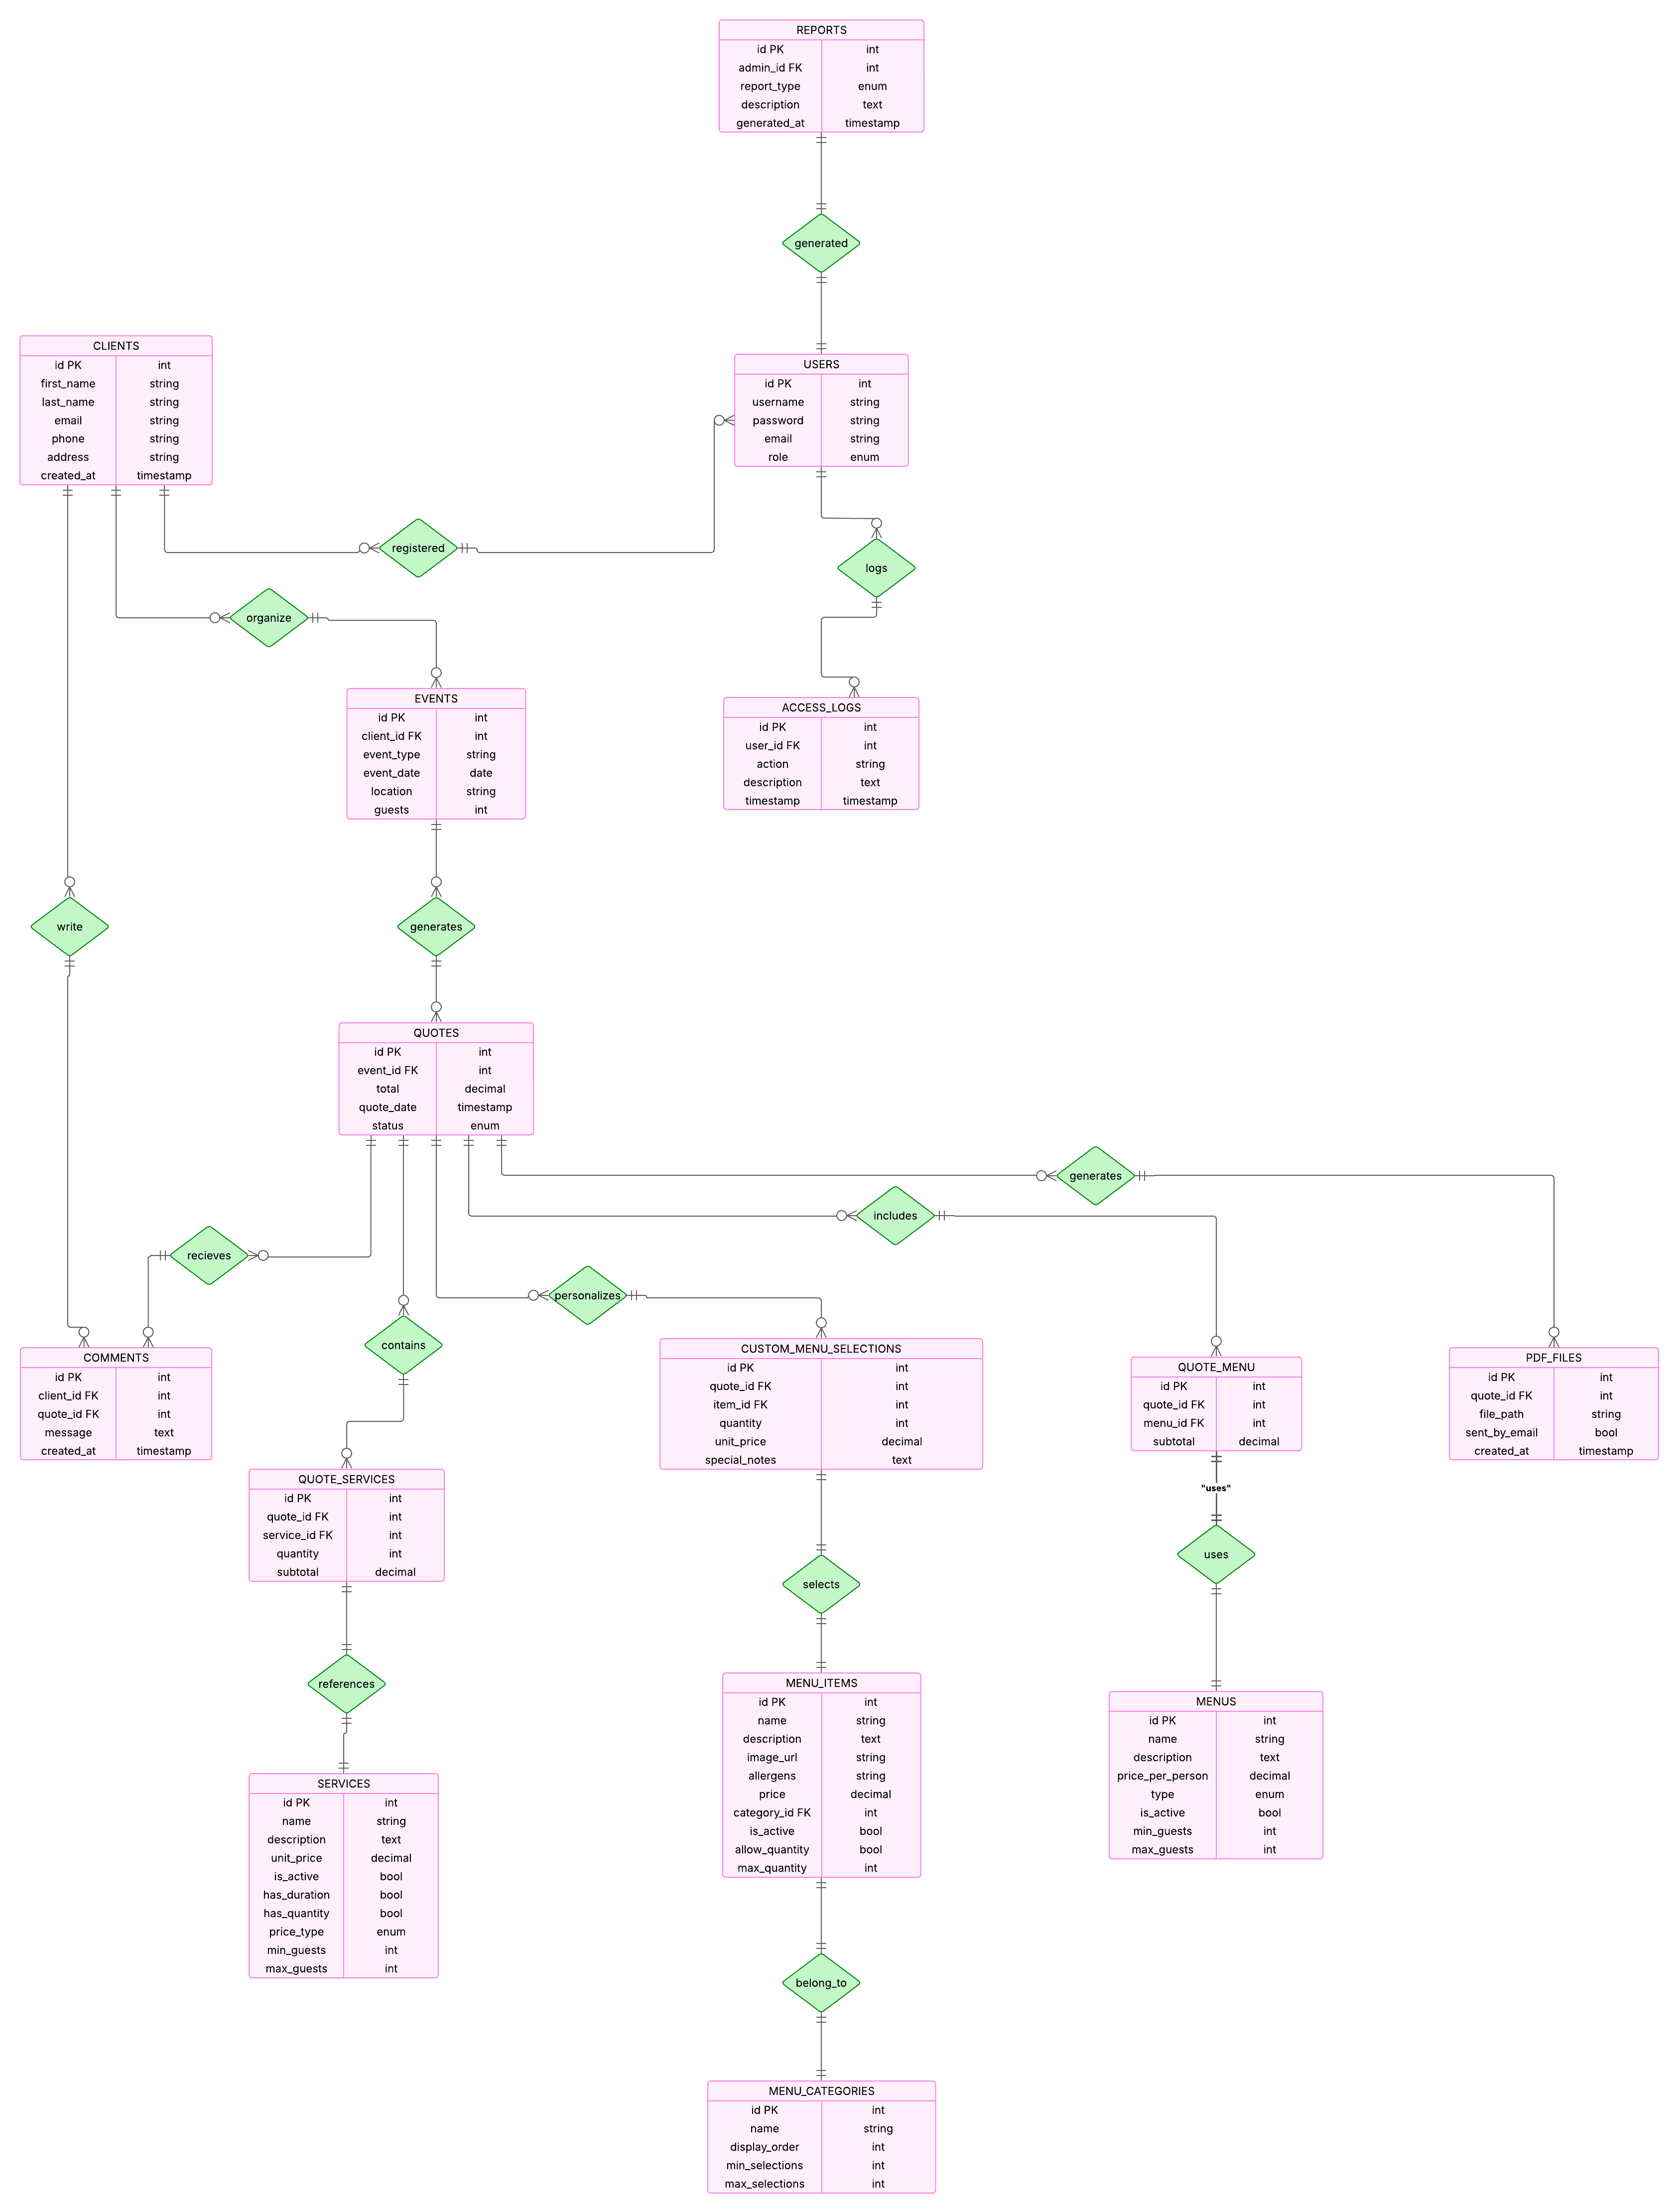 REPORTS
id PK int
admin_id FK int
report_type enum
description text
generated_at timestamp
generated
CLIENTS
id PK int
first_name string
last_name string
email string
phone string
address string
created_at timestamp
USERS
id PK int
username string
password string
email string
role enum
registered
logs
organize
EVENTS
id PK int
client_id FK int
event_type string
event_date date
location string
guests int
ACCESS_LOGS
id PK int
user_id FK int
action string
description text
timestamp timestamp
write
generates
QUOTES
id PK int
event_id FK int
total decimal
quote_date timestamp
status enum
generates
includes
recieves
personalizes
contains
COMMENTS
id PK int
client_id FK int
quote_id FK int
message text
created_at timestamp
CUSTOM_MENU_SELECTIONS
id PK int
quote_id FK int
item_id FK int
quantity int
unit_price decimal
special_notes text
QUOTE_MENU
id PK int
quote_id FK int
menu_id FK int
subtotal decimal
PDF_FILES
id PK int
quote_id FK int
file_path string
sent_by_email bool
created_at timestamp
QUOTE_SERVICES
id PK int
quote_id FK int
service_id FK int
quantity int
subtotal decimal
"uses"
uses
selects
references
MENU_ITEMS
id PK int
name string
description text
image_url string
allergens string
price decimal
category_id FK int
is_active bool
allow_quantity bool
max_quantity int
MENUS
id PK int
name string
description text
price_per_person decimal
type enum
is_active bool
min_guests int
max_guests int
SERVICES
id PK int
name string
description text
unit_price decimal
is_active bool
has_duration bool
has_quantity bool
price_type enum
min_guests int
max_guests int
belong_to
MENU_CATEGORIES
id PK int
name string
display_order int
min_selections int
max_selections int